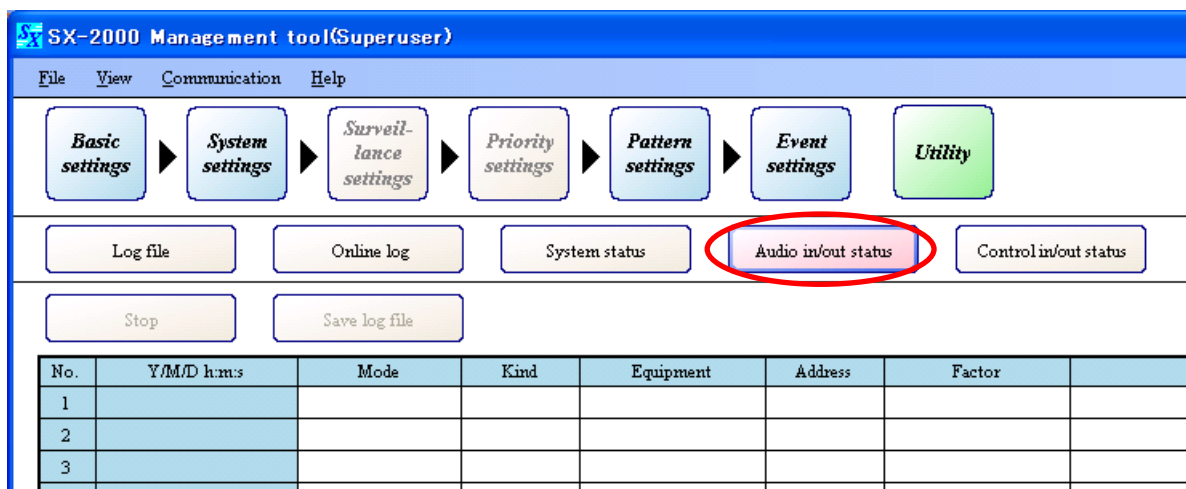 SX SX-2000 Management tool(Superuser)
File View Communication Help
Basic
settings
System
settings
Surveil-
lance
settings
Priority
settings
Pattern
settings
Event
settings
Utility
Log file
Online log
System status
Audio in/out status
Control in/out status
Stop
Save log file
No. Y/M/D h:m:s Mode Kind Equipment Address Factor
1
2
3